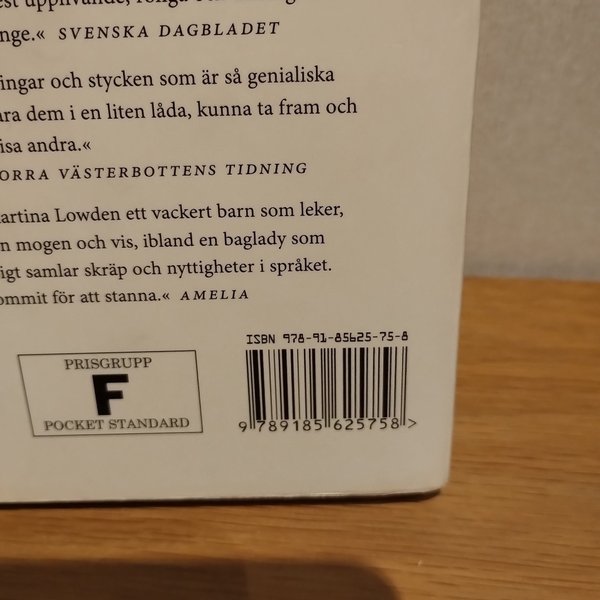 nge.« SVENSKA DAGBLADET
ingar och stycken som är så genialiska
ara dem i en liten låda, kunna ta fram och
isa andra.«
ORRA VÄSTERBOTTENS TIDNING
artina Lowden ett vackert barn som leker,
n mogen och vis, ibland en baglady som
igt samlar skräp och nyttigheter i språket.
ommit för att stanna.« AMELIA
ISBN 978-91-85625-75-8
PRISGRUPP
F
POCKET STANDARD
9 789185 625758 >